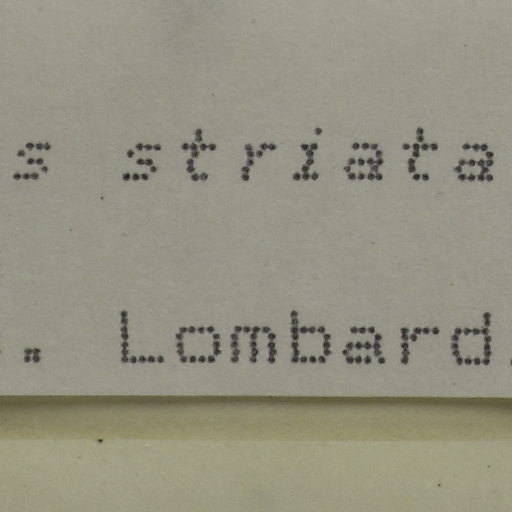 s striata
. Lombard